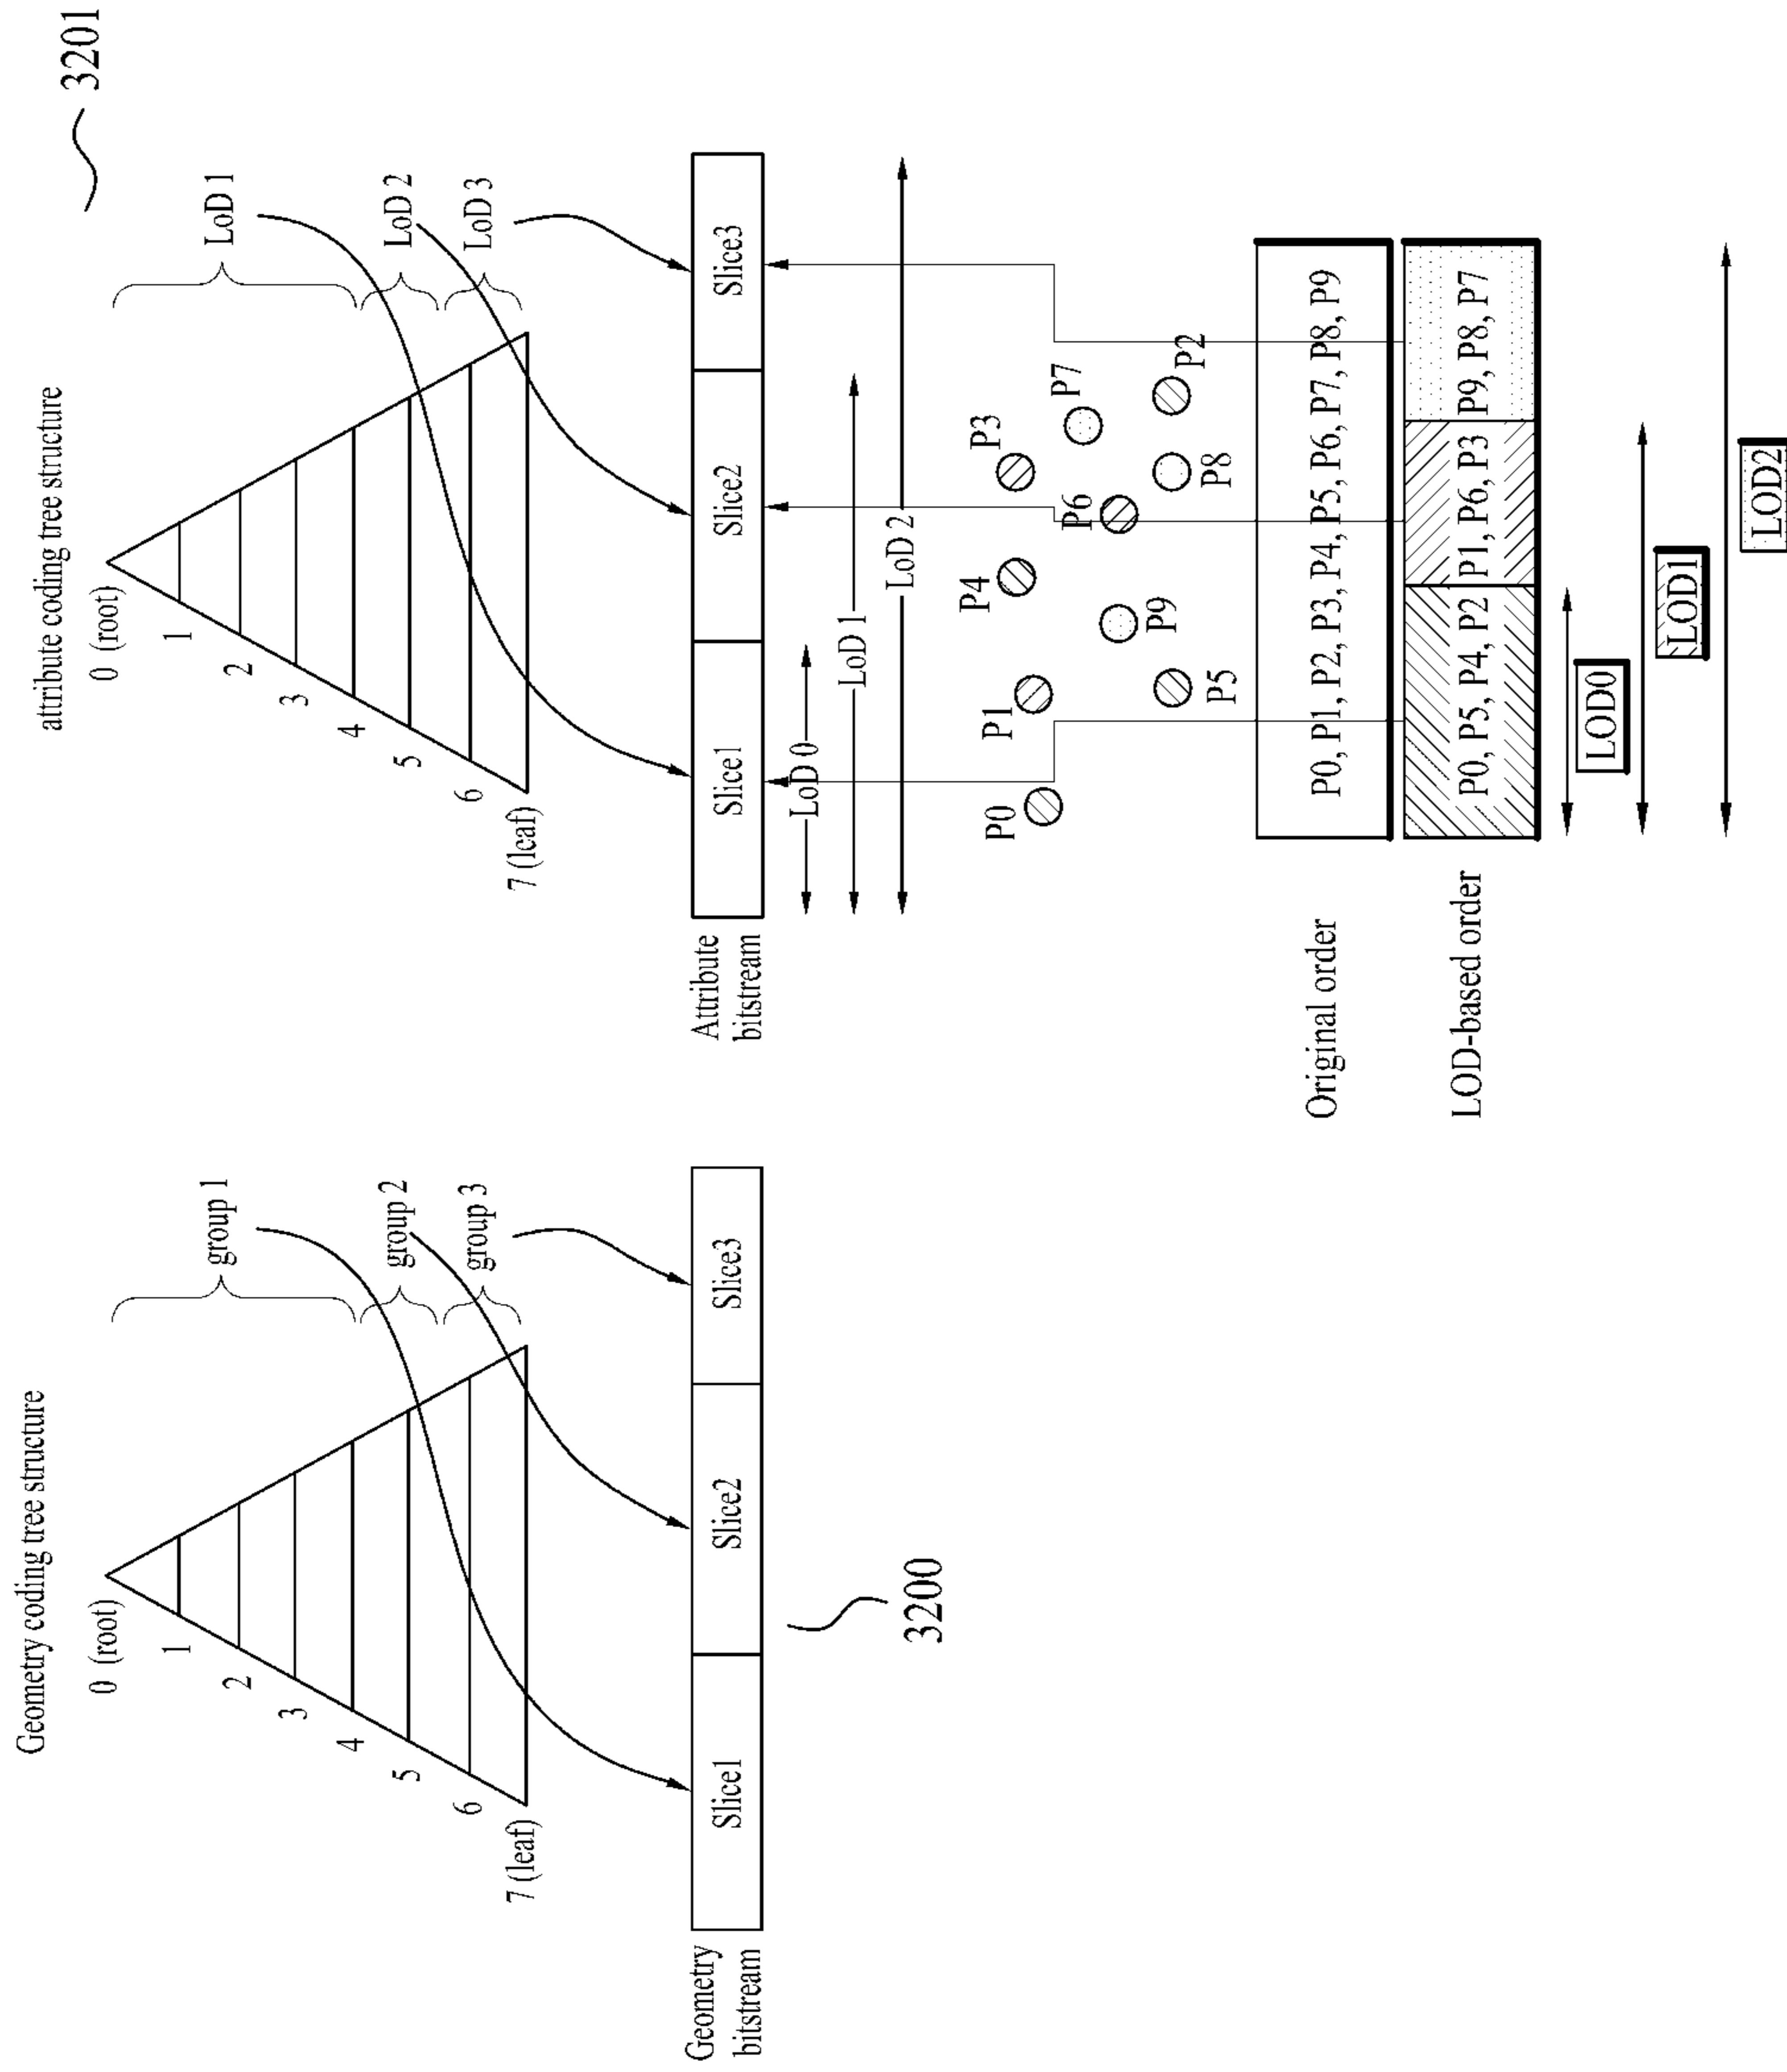 Geometry coding tree structure
0 (root)
1
2
3
4
5
6
7 (leaf)
group 1
group 2
group 3
Geometry
bitstream
Slice1
Slice2
Slice3
3200
attribute coding tree structure
3201
0 (root)
1
2
3
4
5
6
7 (leaf)
LoD 1
LoD 2
LoD 3
Attribute
bitstream
Slice1
Slice2
Slice3
LoD 0
LoD 1
LoD 2
P0
P1
P4
P3
P7
P6
P9
P5
P8
P2
Original order
P0, P1, P2, P3, P4, P5, P6, P7, P8, P9
LOD-based order
P0, P5, P4, P2
P1, P6, P3
P9, P8, P7
LOD0
LOD1
LOD2